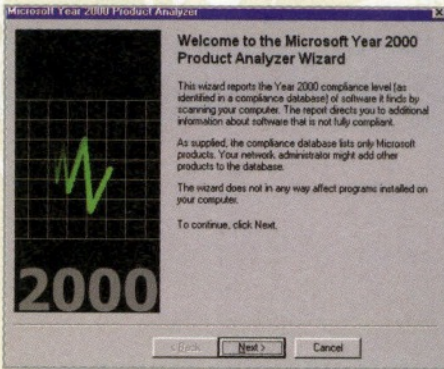 Microsoft Year 2000 Product Analyzer
Welcome to the Microsoft Year 2000
Product Analyzer Wizard
This wizard reports the Year 2000 compliance level (as
identified in a compliance database) of software it finds by
scanning your computer. The report directs you to additional
information about software that is not fully compliant.
As supplied, the compliance database lists only Microsoft
products. Your network administrator might add other
products to the database.
The wizard does not in any way affect programs installed on
your computer.
To continue, click Next.
2000
< Back
Next >
Cancel